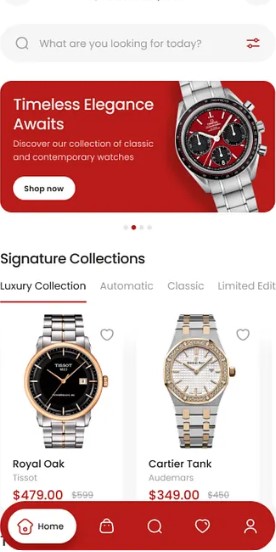 What are you looking for today?
Timeless Elegance
Awaits
Discover our collection of classic
and contemporary watches
Shop now
Signature Collections
Luxury Collection Automatic Classic Limited Edit
TISSOT
Royal Oak
Tissot
$479.00 $599
Cartier Tank
Audemars
$349.00 $450
Home